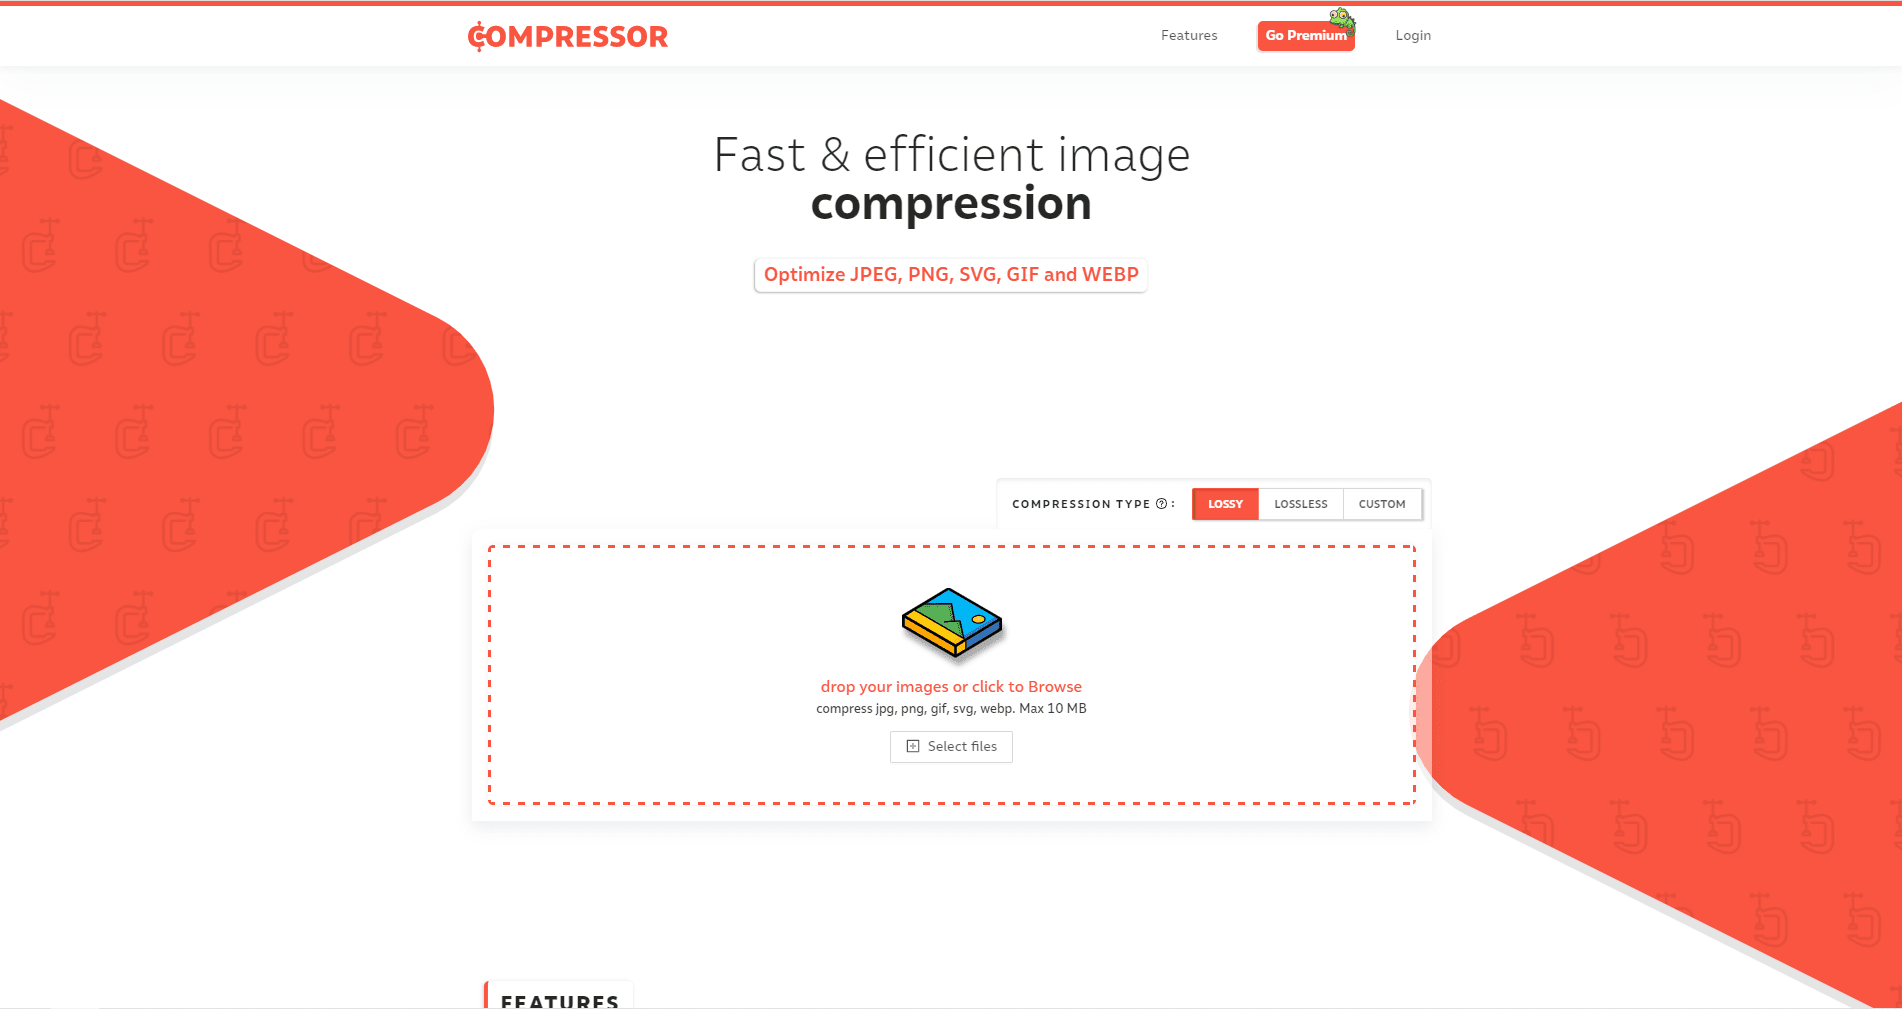 COMPRESSOR
Features
Go Premium
Login
Fast & efficient image
compression
Optimize JPEG, PNG, SVG, GIF and WEBP
COMPRESSION TYPE ? :
LOSSY
LOSSLESS
CUSTOM
drop your images or click to Browse
compress jpg, png, gif, svg, webp. Max 10 MB
Select files
FEATURES